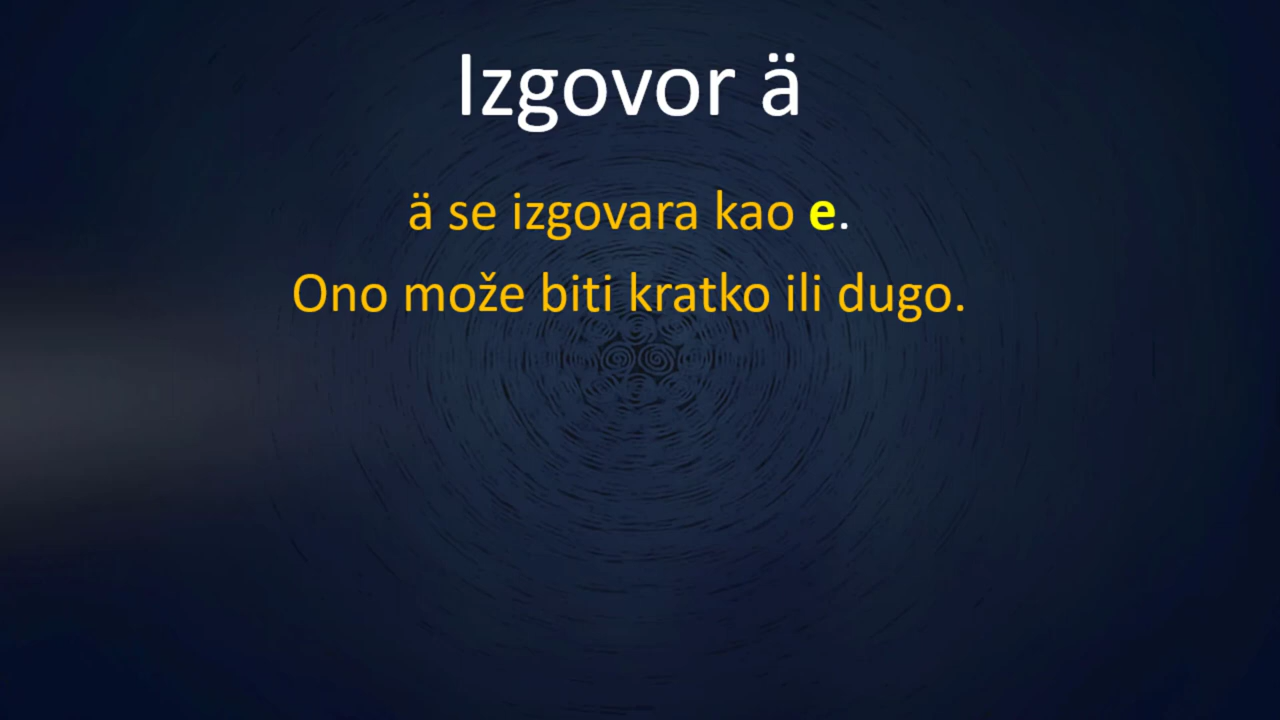 Izgovor ä
ä se izgovara kao e.
Ono može biti kratko ili dugo.